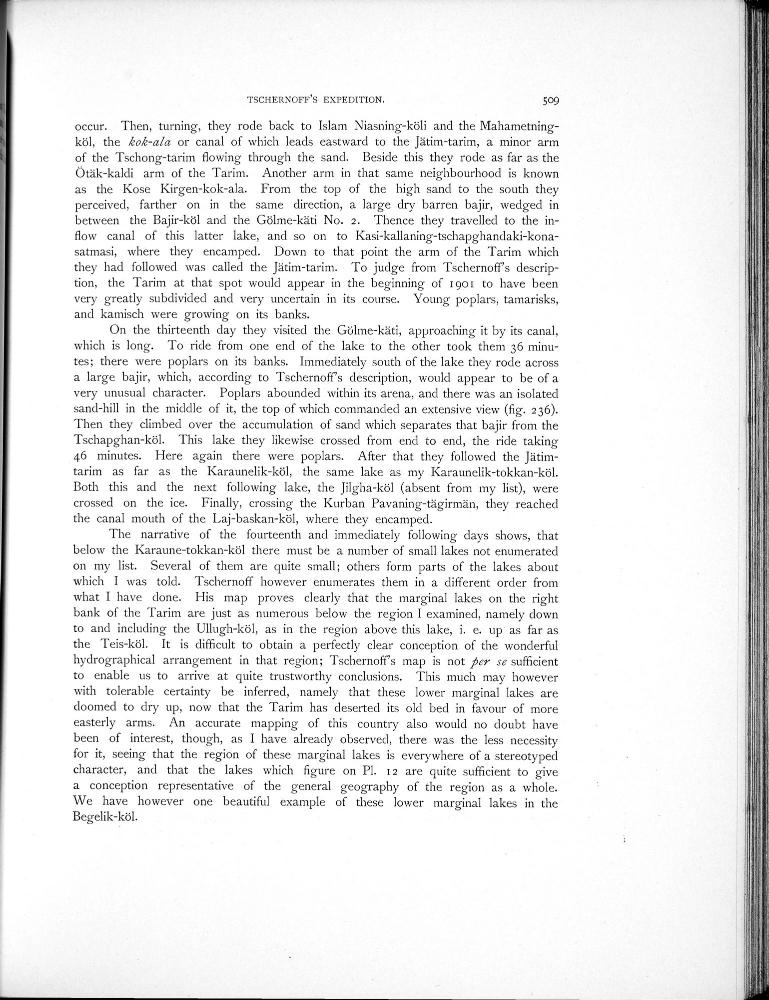 TSCHERNOFF'S EXPEDITION. 509
occur. Then, turning, they rode back to Islam Niasning-köli and the Mahametning-
köl, the kok-ala or canal of which leads eastward to the Jätim-tarim, a minor arm
of the Tschong-tarim flowing through the sand. Beside this they rode as far as the
Ötäk-kaldi arm of the Tarim. Another arm in that same neighbourhood is known
as the Kose Kirgen-kok-ala. From the top of the high sand to the south they
perceived, farther on in the same direction, a large dry barren bajir, wedged in
between the Bajir-köl and the Gölme-käti No. 2. Thence they travelled to the in-
flow canal of this latter lake, and so on to Kasi-kallaning-tschapghandaki-kona-
satmasi, where they encamped. Down to that point the arm of the Tarim which
they had followed was called the Jätim-tarim. To judge from Tschernoff's descrip-
tion, the Tarim at that spot would appear in the beginning of 1901 to have been
very greatly subdivided and very uncertain in its course. Young poplars, tamarisks,
and kamisch were growing on its banks.
On the thirteenth day they visited the Gölme-käti, approaching it by its canal,
which is long. To ride from one end of the lake to the other took them 36 minu-
tes; there were poplars on its banks. Immediately south of the lake they rode across
a large bajir, which, according to Tschernoff's description, would appear to be of a
very unusual character. Poplars abounded within its arena, and there was an isolated
sand-hill in the middle of it, the top of which commanded an extensive view (fig. 236).
Then they climbed over the accumulation of sand which separates that bajir from the
Tschapghan-köl. This lake they likewise crossed from end to end, the ride taking
46 minutes. Here again there were poplars. After that they followed the Jätim-
tarim as far as the Karaunelik-köl, the same lake as my Karaunelik-tokkan-köl.
Both this and the next following lake, the Jilgha-köl (absent from my list), were
crossed on the ice. Finally, crossing the Kurban Pavaning-tägirmän, they reached
the canal mouth of the Laj-baskan-köl, where they encamped.
The narrative of the fourteenth and immediately following days shows, that
below the Karaune-tokkan-köl there must be a number of small lakes not enumerated
on my list. Several of them are quite small; others form parts of the lakes about
which I was told. Tschernoff however enumerates them in a different order from
what I have done. His map proves clearly that the marginal lakes on the right
bank of the Tarim are just as numerous below the region I examined, namely down
to and including the Ullugh-köl, as in the region above this lake, i. e. up as far as
the Teis-köl. It is difficult to obtain a perfectly clear conception of the wonderful
hydrographical arrangement in that region; Tschernoff's map is not per se sufficient
to enable us to arrive at quite trustworthy conclusions. This much may however
with tolerable certainty be inferred, namely that these lower marginal lakes are
doomed to dry up, now that the Tarim has deserted its old bed in favour of more
easterly arms. An accurate mapping of this country also would no doubt have
been of interest, though, as I have already observed, there was the less necessity
for it, seeing that the region of these marginal lakes is everywhere of a stereotyped
character, and that the lakes which figure on Pl. 12 are quite sufficient to give
a conception representative of the general geography of the region as a whole.
We have however one beautiful example of these lower marginal lakes in the
Begelik-köl.